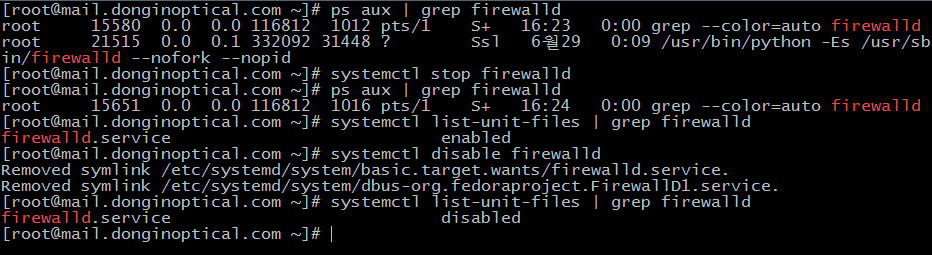 [root@mail.donginoptical.com ~]# ps aux | grep firewalld
root     15580  0.0  0.0 116812  1012 pts/1    S+   16:23   0:00 grep --color=auto firewalld
root     21515  0.0  0.1 332092 31448 ?        Ssl   6월29   0:09 /usr/bin/python -Es /usr/sb
in/firewalld --nofork --nopid
[root@mail.donginoptical.com ~]# systemctl stop firewalld
[root@mail.donginoptical.com ~]# ps aux | grep firewalld
root     15651  0.0  0.0 116812  1016 pts/1    S+   16:24   0:00 grep --color=auto firewalld
[root@mail.donginoptical.com ~]# systemctl list-unit-files | grep firewalld
firewalld.service                             enabled
[root@mail.donginoptical.com ~]# systemctl disable firewalld
Removed symlink /etc/systemd/system/basic.target.wants/firewalld.service.
Removed symlink /etc/systemd/system/dbus-org.fedoraproject.FirewallD1.service.
[root@mail.donginoptical.com ~]# systemctl list-unit-files | grep firewalld
firewalld.service                             disabled
[root@mail.donginoptical.com ~]#